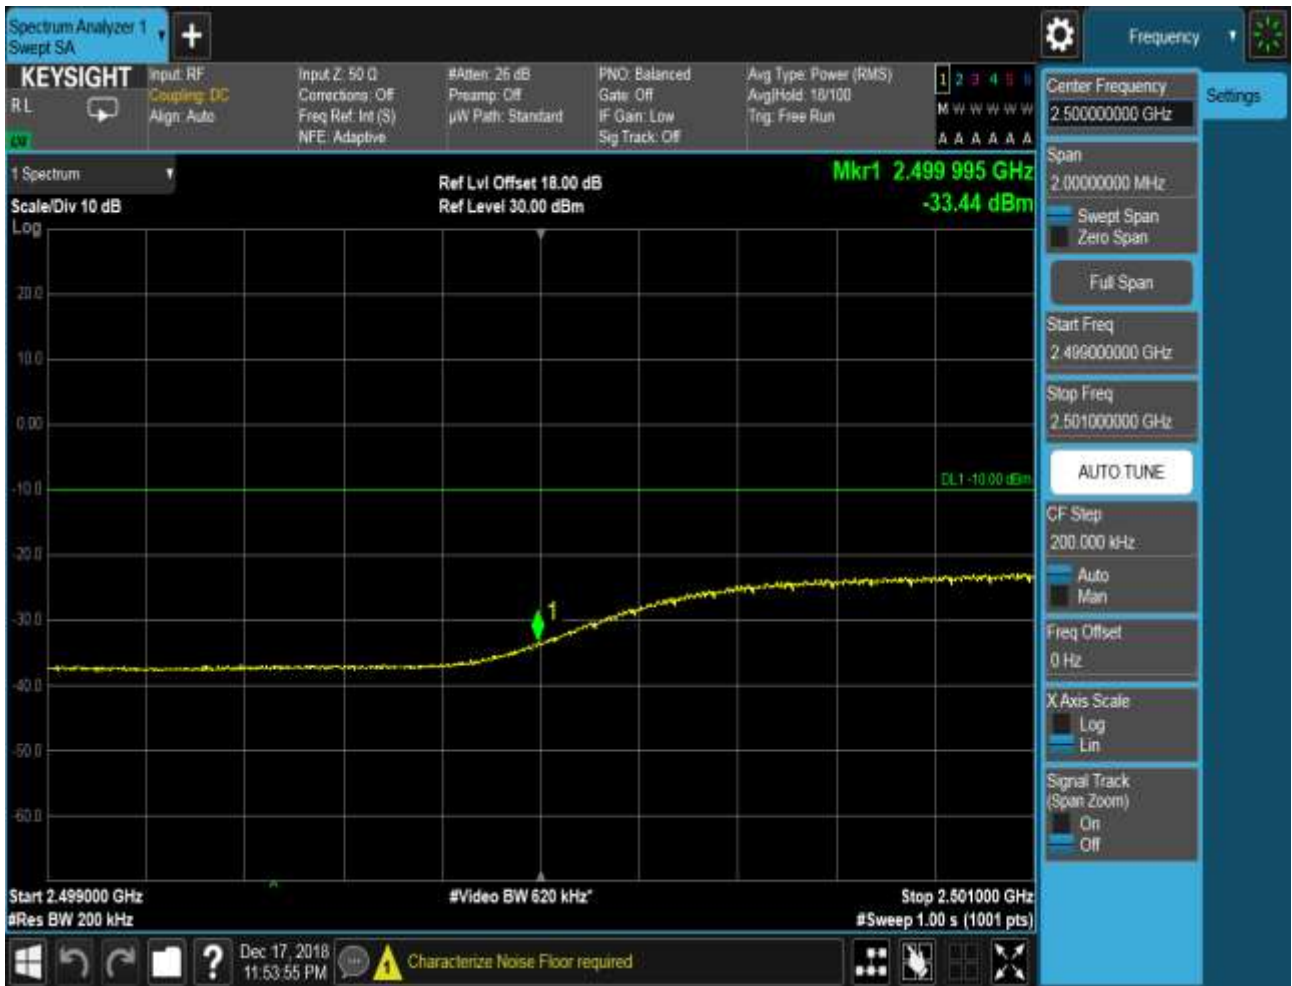 Spectrum Analyzer 1
Swept SA
+
Frequency
KEYSIGHT
RL
Input: RF
Coupling: DC
Align: Auto
Input Z: 50 Ω
Corrections: Off
Freq Ref: Int (S)
NFE: Adaptive
#Atten: 26 dB
Preamp: Off
µW Path: Standard
PNO: Balanced
Gate: Off
IF Gain: Low
Sig Track: Off
Avg Type: Power (RMS)
Avg|Hold: 18/100
Trig: Free Run
1 2 3 4 5 6
M W W W W W
A A A A A A
1 Spectrum
Scale/Div 10 dB
Log
Ref Lvl Offset 18.00 dB
Ref Level 30.00 dBm
Mkr1 2.499 995 GHz
-33.44 dBm
20.0
10.0
0.00
-10.0
-20.0
-30.0
-40.0
-50.0
-60.0
DL1 -10.00 dBm
1
Start 2.499000 GHz
#Res BW 200 kHz
#Video BW 620 kHz*
Stop 2.501000 GHz
#Sweep 1.00 s (1001 pts)
Center Frequency
2.500000000 GHz
Settings
Span
2.00000000 MHz
Swept Span
Zero Span
Full Span
Start Freq
2.499000000 GHz
Stop Freq
2.501000000 GHz
AUTO TUNE
CF Step
200.000 kHz
Auto
Man
Freq Offset
0 Hz
X Axis Scale
Log
Lin
Signal Track
(Span Zoom)
On
Off
?
Dec 17, 2018
11:53:55 PM
1
Characterize Noise Floor required